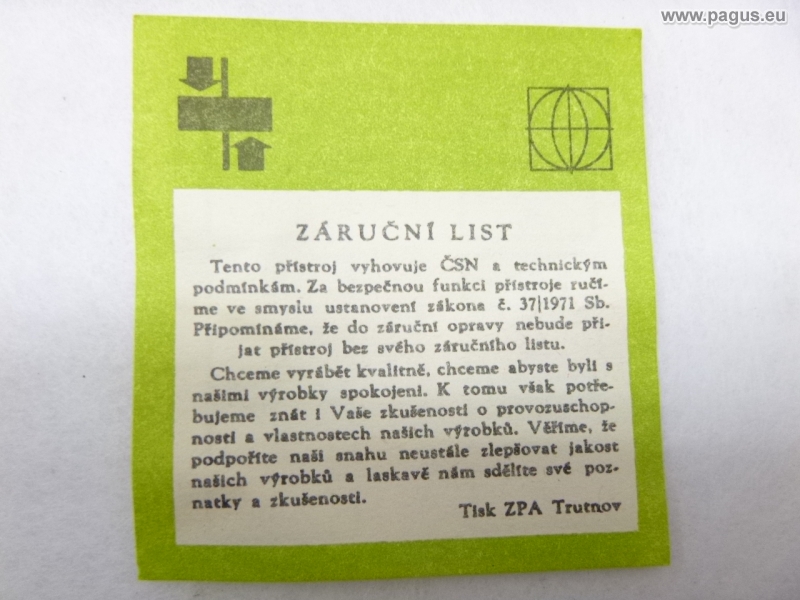 www.pagus.eu
ZÁRUČNÍ LIST
Tento přístroj vyhovuje ČSN a technickým
podmínkám. Za bezpečnou funkci přístroje ručí-
me ve smyslu ustanovení zákona č. 37|1971 Sb.
Připomínáme, že do záruční opravy nebude při-
jat přístroj bez svého záručního listu.
Chceme vyrábět kvalitně, chceme abyste byli s
našimi výrobky spokojeni. K tomu však potře-
bujeme znát i Vaše zkušenosti o provozuschop-
nosti a vlastnostech našich výrobků. Věříme, že
podpoříte naši snahu neustále zlepšovat jakost
našich výrobků a laskavě nám sdělíte své poz-
natky a zkušenosti.
Tisk ZPA Trutnov